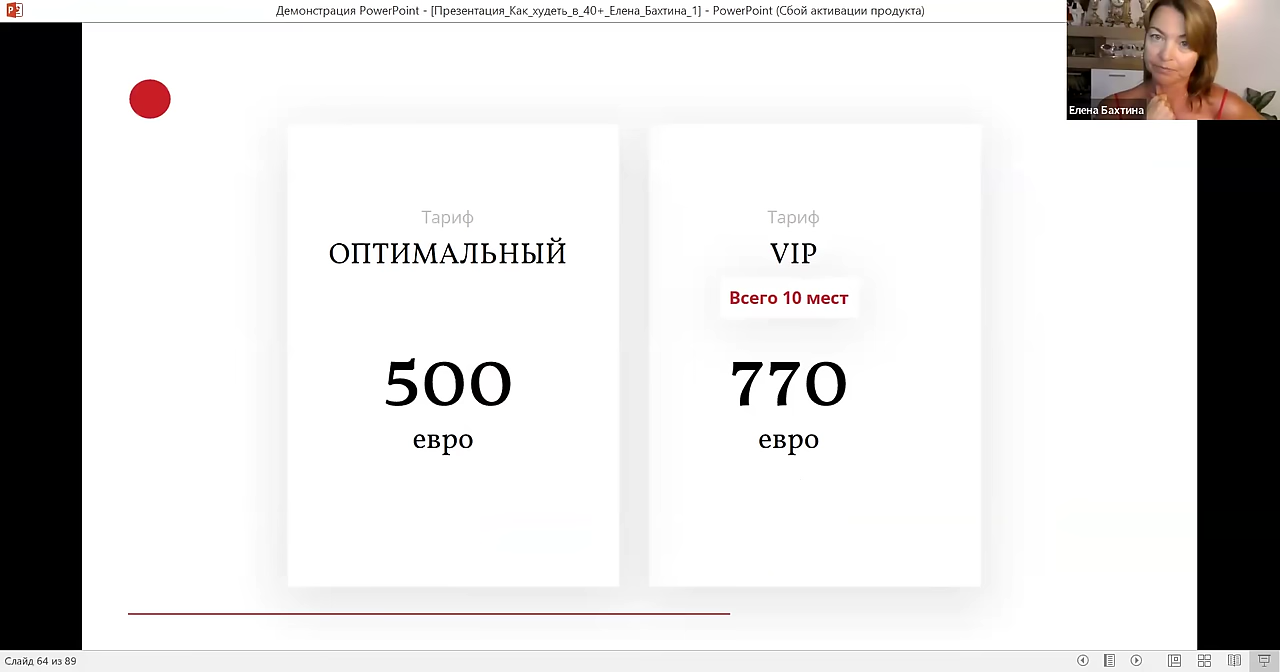 Демонстрация PowerPoint - [Презентация_Как_худеть_в_40+_Елена_Бахтина_1] - PowerPoint (Сбой активации продукта)
Елена Бахтина
Тариф
ОПТИМАЛЬНЫЙ
500
евро
Тариф
VIP
Всего 10 мест
770
евро
Слайд 64 из 89